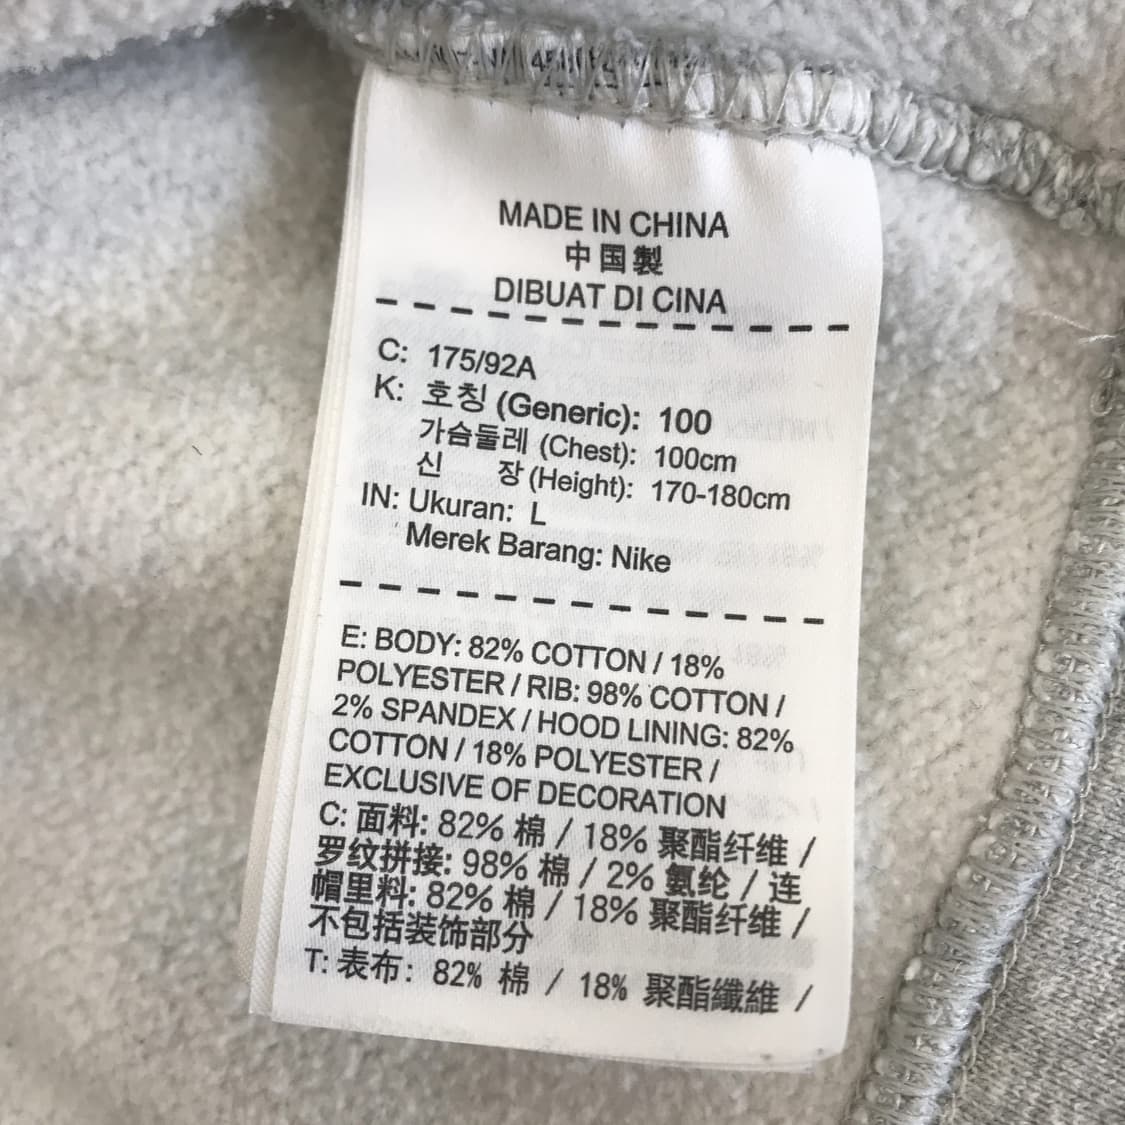 MADE IN CHINA
中国製
DIBUAT DI CINA
C: 175/92A
K: 호칭 (Generic): 100
가슴둘레 (Chest): 100cm
신 장 (Height): 170-180cm
IN: Ukuran: L
Merek Barang: Nike
E: BODY: 82% COTTON / 18%
POLYESTER / RIB: 98% COTTON /
2% SPANDEX / HOOD LINING: 82%
COTTON / 18% POLYESTER /
EXCLUSIVE OF DECORATION
C: 面料: 82% 棉 / 18% 聚酯纤维 /
罗纹拼接: 98% 棉 / 2% 氨纶 / 连
帽里料: 82% 棉 / 18% 聚酯纤维 /
不包括装饰部分
T: 表布: 82% 棉 / 18% 聚酯纖維 /